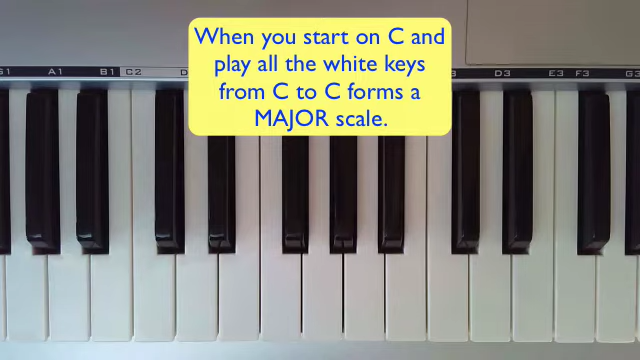 When you start on C and
play all the white keys
from C to C forms a
MAJOR scale.
A1 B1 C2 D3 E3 F3